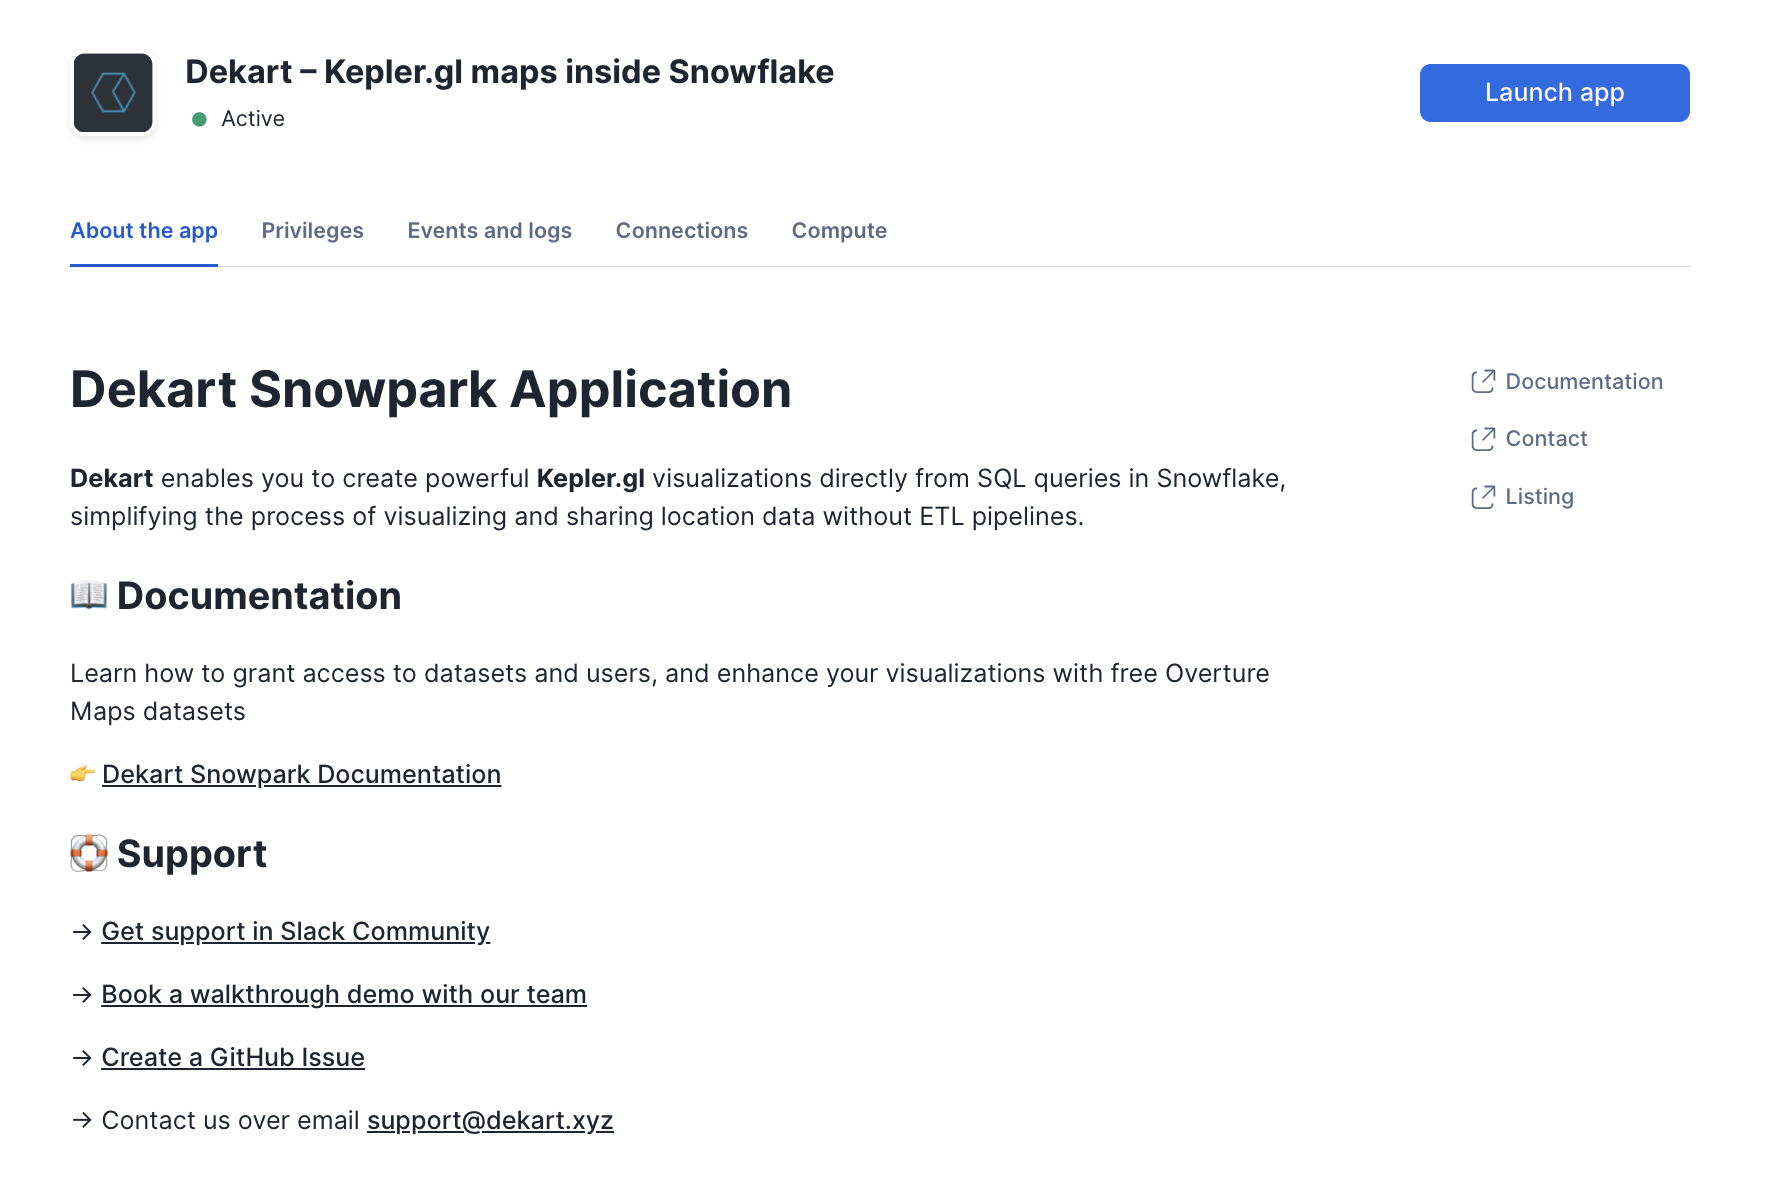 Dekart – Kepler.gl maps inside Snowflake
Active
Launch app
About the app
Privileges
Events and logs
Connections
Compute
Dekart Snowpark Application
Documentation
Contact
Listing
Dekart enables you to create powerful Kepler.gl visualizations directly from SQL queries in Snowflake,
simplifying the process of visualizing and sharing location data without ETL pipelines.
📖 Documentation
Learn how to grant access to datasets and users, and enhance your visualizations with free Overture
Maps datasets
👉 Dekart Snowpark Documentation
🛟 Support
→ Get support in Slack Community
→ Book a walkthrough demo with our team
→ Create a GitHub Issue
→ Contact us over email support@dekart.xyz